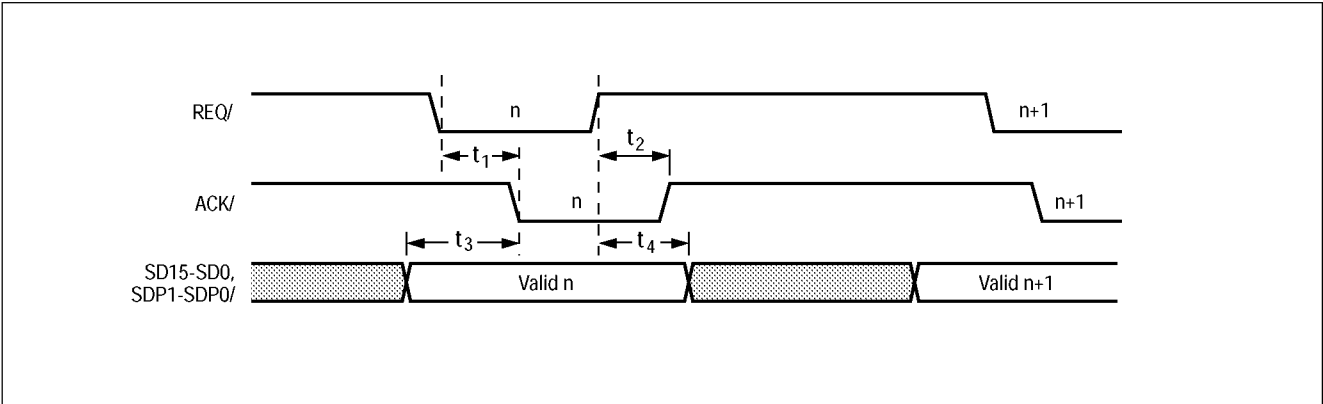 REQ/
n
n+1
t1
t2
ACK/
n
n+1
t3
t4
SD15-SD0,
SDP1-SDP0/
Valid n
Valid n+1